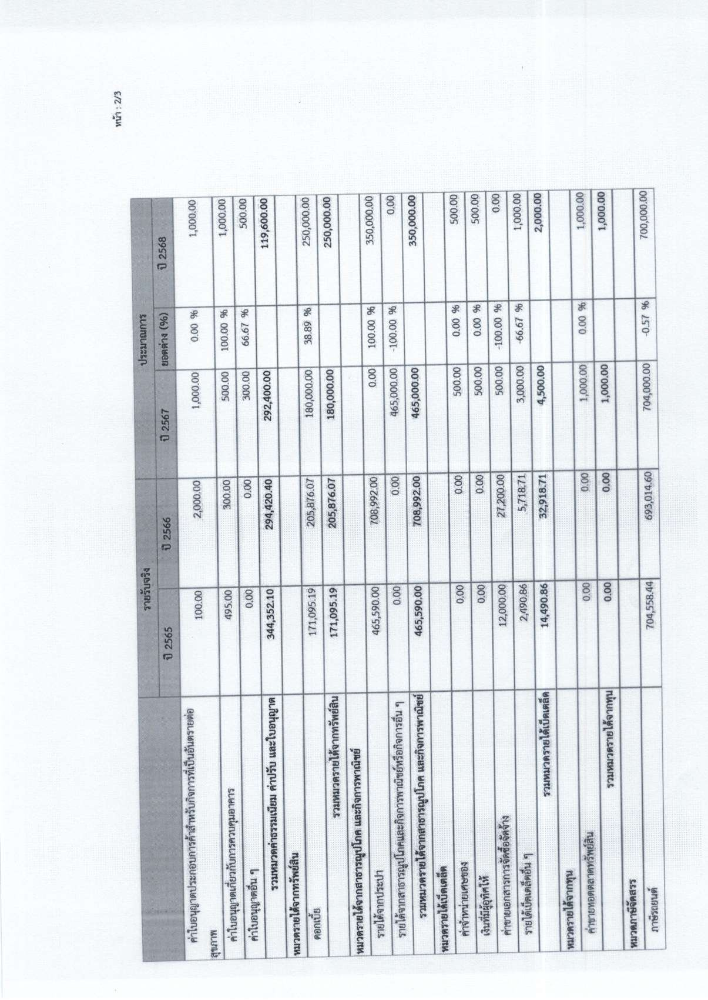 หน้า : 2/3
รายรับจริง ประมาณการ
ปี 2565 ปี 2566 ปี 2567 ยอดต่าง (%) ปี 2568
ค่าใบอนุญาตประกอบการค้าสำหรับกิจการที่เป็นอันตรายต่อ 100.00 2,000.00 1,000.00 0.00 % 1,000.00
สุขภาพ
ค่าใบอนุญาตเกี่ยวกับการควบคุมอาคาร 495.00 300.00 500.00 100.00 % 1,000.00
ค่าใบอนุญาตอื่น ๆ 0.00 0.00 300.00 66.67 % 500.00
รวมหมวดค่าธรรมเนียม ค่าปรับ และใบอนุญาต 344,352.10 294,420.40 292,400.00 119,600.00
หมวดรายได้จากทรัพย์สิน
ดอกเบี้ย 171,095.19 205,876.07 180,000.00 38.89 % 250,000.00
รวมหมวดรายได้จากทรัพย์สิน 171,095.19 205,876.07 180,000.00 250,000.00
หมวดรายได้จากสาธารณูปโภค และกิจการพาณิชย์
รายได้จากประปา 465,590.00 708,992.00 0.00 100.00 % 350,000.00
รายได้จากสาธารณูปโภคและกิจการพาณิชย์หรือกิจการอื่น ๆ 0.00 0.00 465,000.00 -100.00 % 0.00
รวมหมวดรายได้จากสาธารณูปโภค และกิจการพาณิชย์ 465,590.00 708,992.00 465,000.00 350,000.00
หมวดรายได้เบ็ดเตล็ด
ค่าจำหน่ายเศษของ 0.00 0.00 500.00 0.00 % 500.00
เงินที่มีผู้อุทิศให้ 0.00 0.00 500.00 0.00 % 500.00
ค่าขายเอกสารการจัดซื้อจัดจ้าง 12,000.00 27,200.00 500.00 -100.00 % 0.00
รายได้เบ็ดเตล็ดอื่น ๆ 2,490.86 5,718.71 3,000.00 -66.67 % 1,000.00
รวมหมวดรายได้เบ็ดเตล็ด 14,490.86 32,918.71 4,500.00 2,000.00
หมวดรายได้จากทุน
ค่าขายทอดตลาดทรัพย์สิน 0.00 0.00 1,000.00 0.00 % 1,000.00
รวมหมวดรายได้จากทุน 0.00 0.00 1,000.00 1,000.00
หมวดภาษีจัดสรร
ภาษีรถยนต์ 704,558.44 693,014.60 704,000.00 -0.57 % 700,000.00